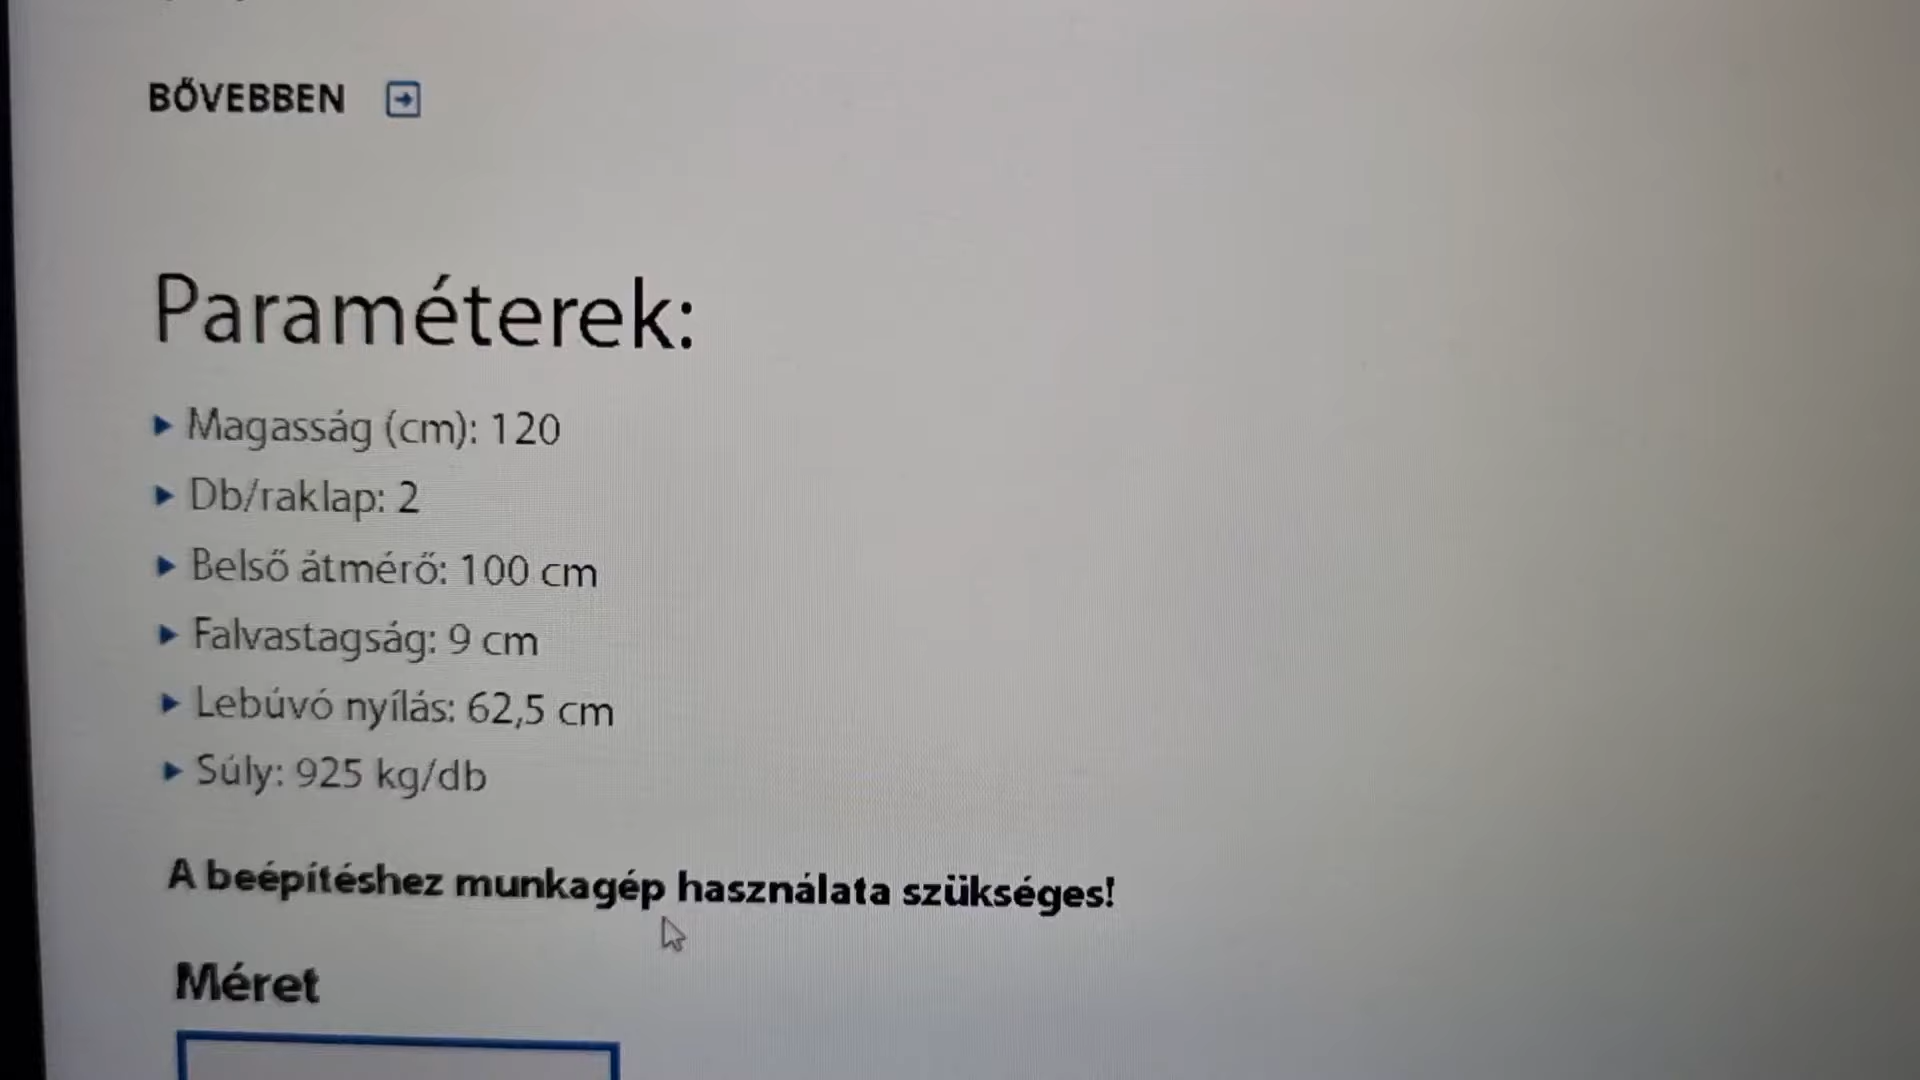 BŐVEBBEN
Paraméterek:
Magasság (cm): 120
Db/raklap: 2
Belső átmérő: 100 cm
Falvastagság: 9 cm
Lebúvó nyílás: 62,5 cm
Súly: 925 kg/db
A beépítéshez munkagép használata szükséges!
Méret